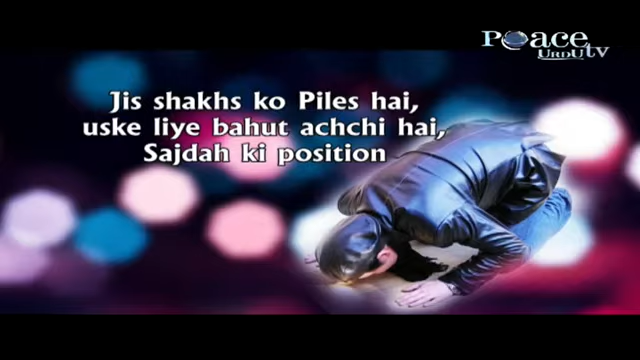 Peace
URDU tv
Jis shakhs ko Piles hai,
uske liye bahut achchi hai,
Sajdah ki position